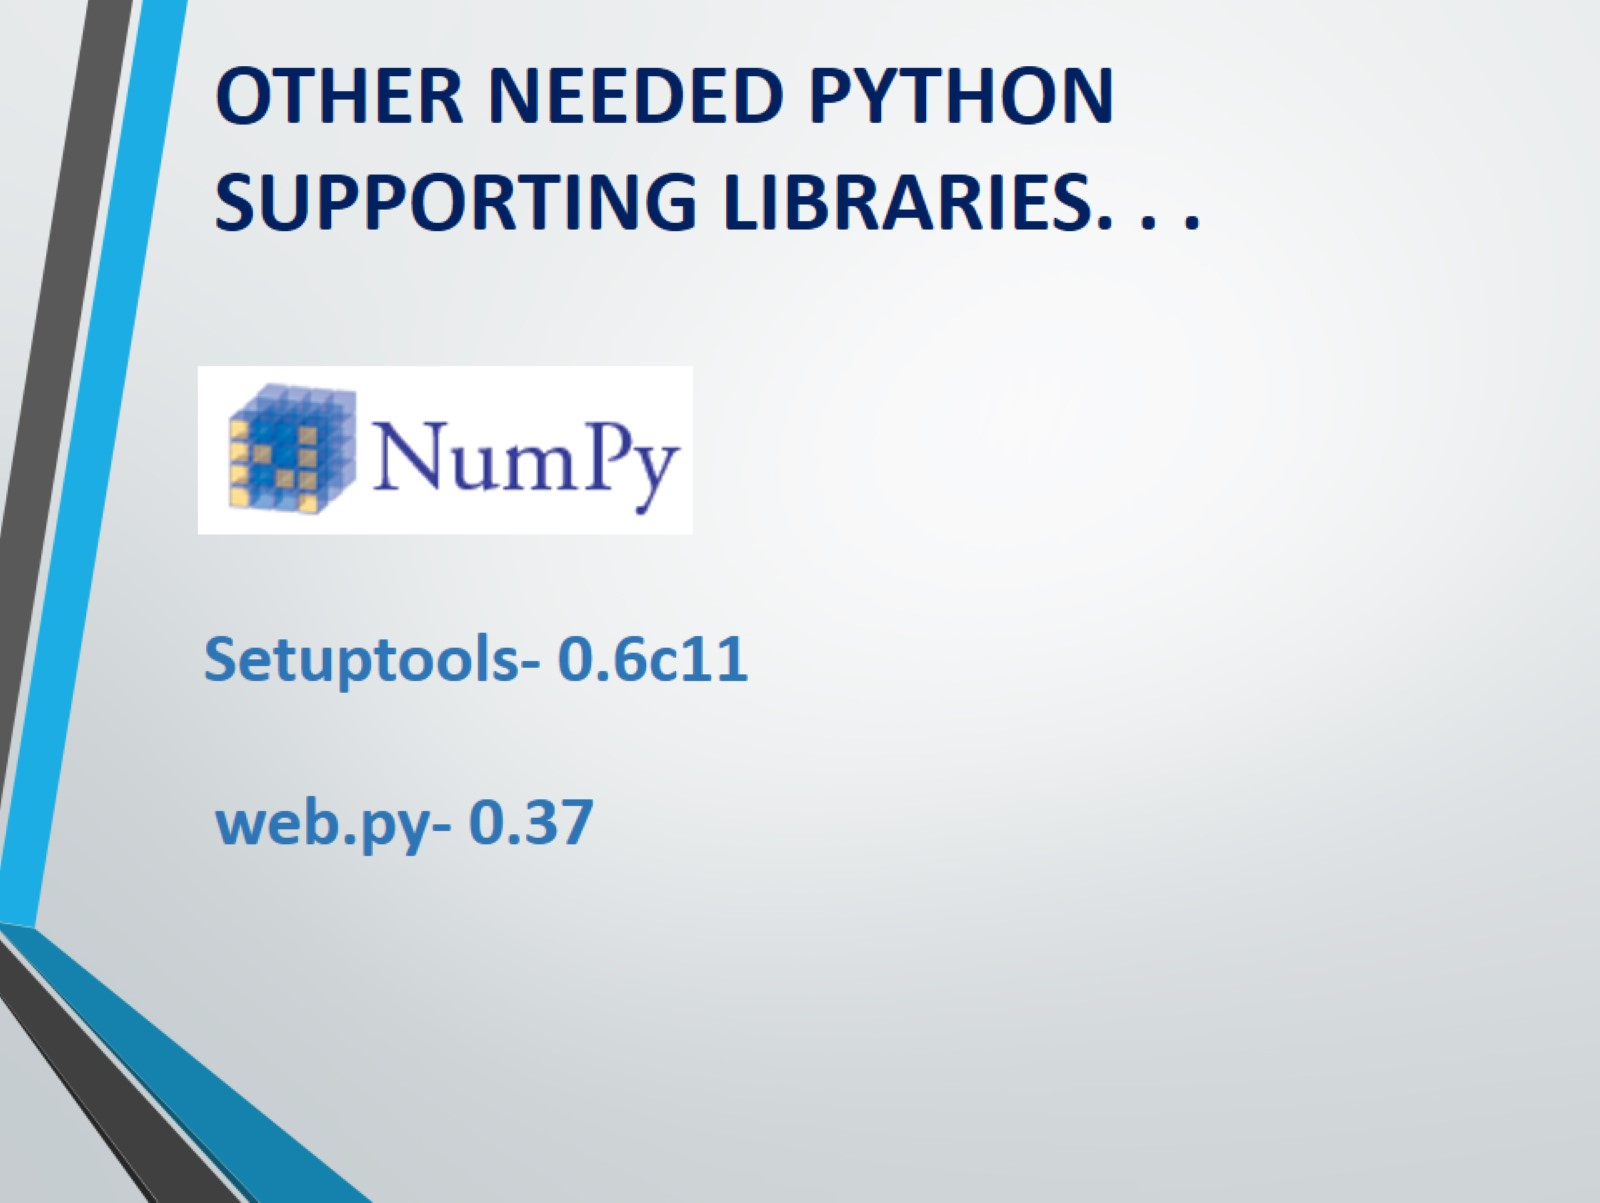 OTHER NEEDED PYTHON
SUPPORTING LIBRARIES. . .
NumPy
Setuptools- 0.6c11
web.py- 0.37